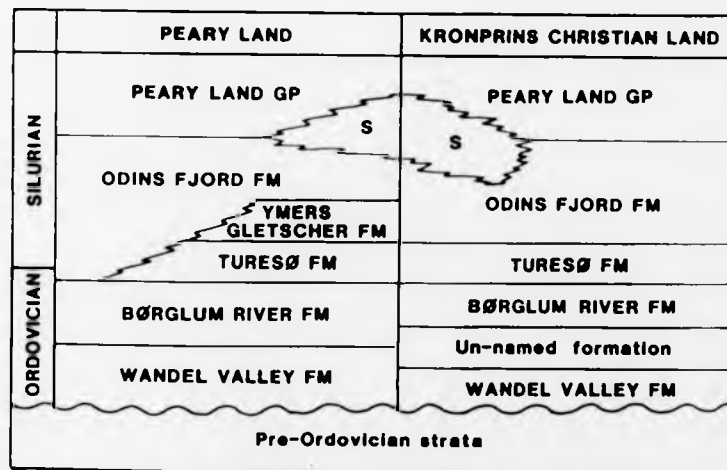 PEARY LAND
KRONPRINS CHRISTIAN LAND
SILURIAN
ORDOVICIAN
PEARY LAND GP
S
ODINS FJORD FM
YMERS
GLETSCHER FM
TURESØ FM
BØRGLUM RIVER FM
WANDEL VALLEY FM
PEARY LAND GP
S
ODINS FJORD FM
TURESØ FM
BØRGLUM RIVER FM
Un-named formation
WANDEL VALLEY FM
Pre-Ordovician strata